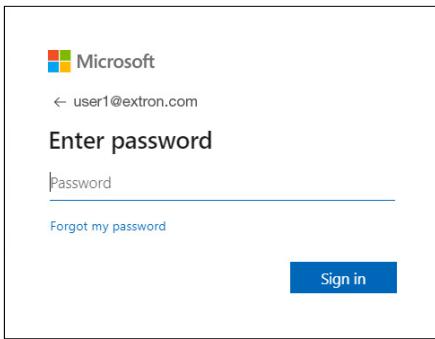 Microsoft
← user1@extron.com
Enter password
Password
Forgot my password
Sign in